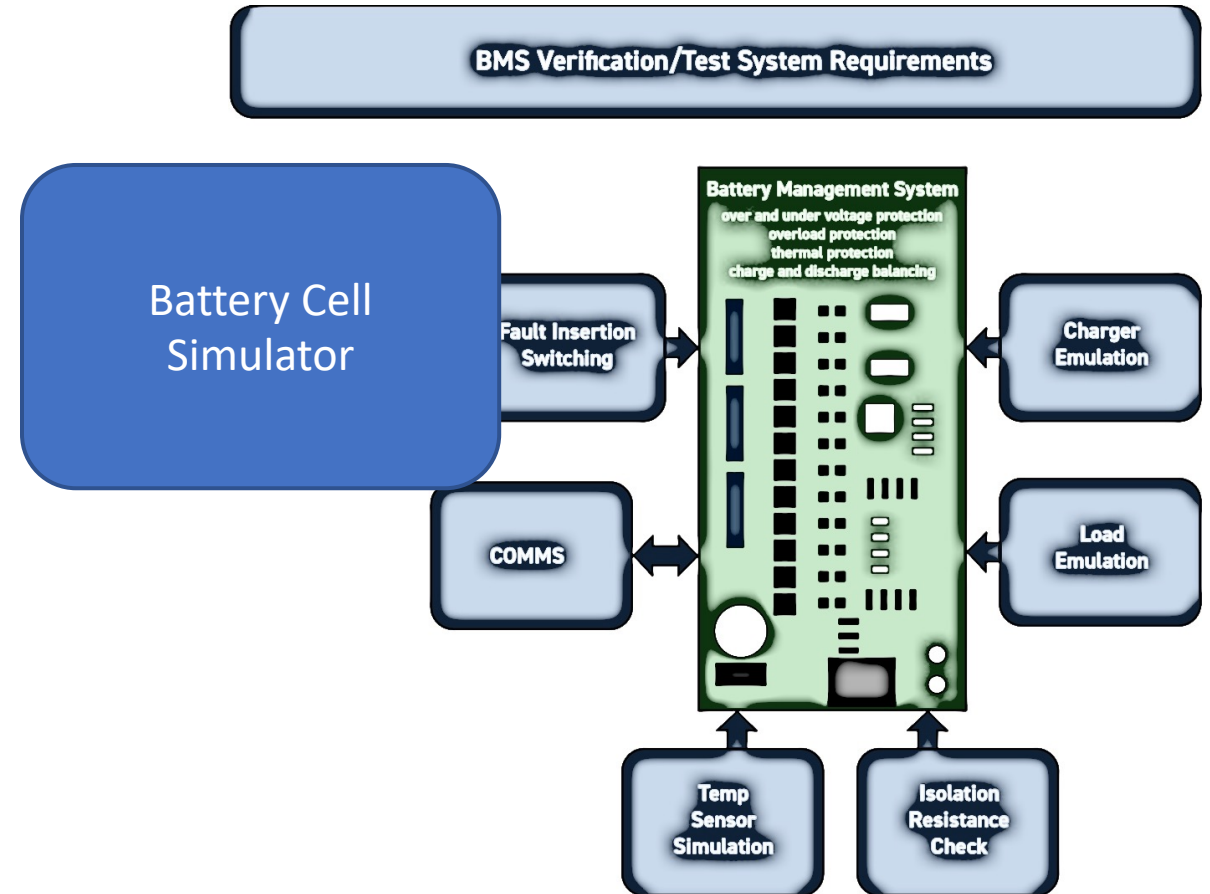 BMS Verification/Test System Requirements
Battery Cell
Simulator
Fault Insertion
Switching
COMMS
Battery Management System
over and under voltage protection
overload protection
thermal protection
charge and discharge balancing
Charger
Emulation
Load
Emulation
Temp
Sensor
Simulation
Isolation
Resistance
Check